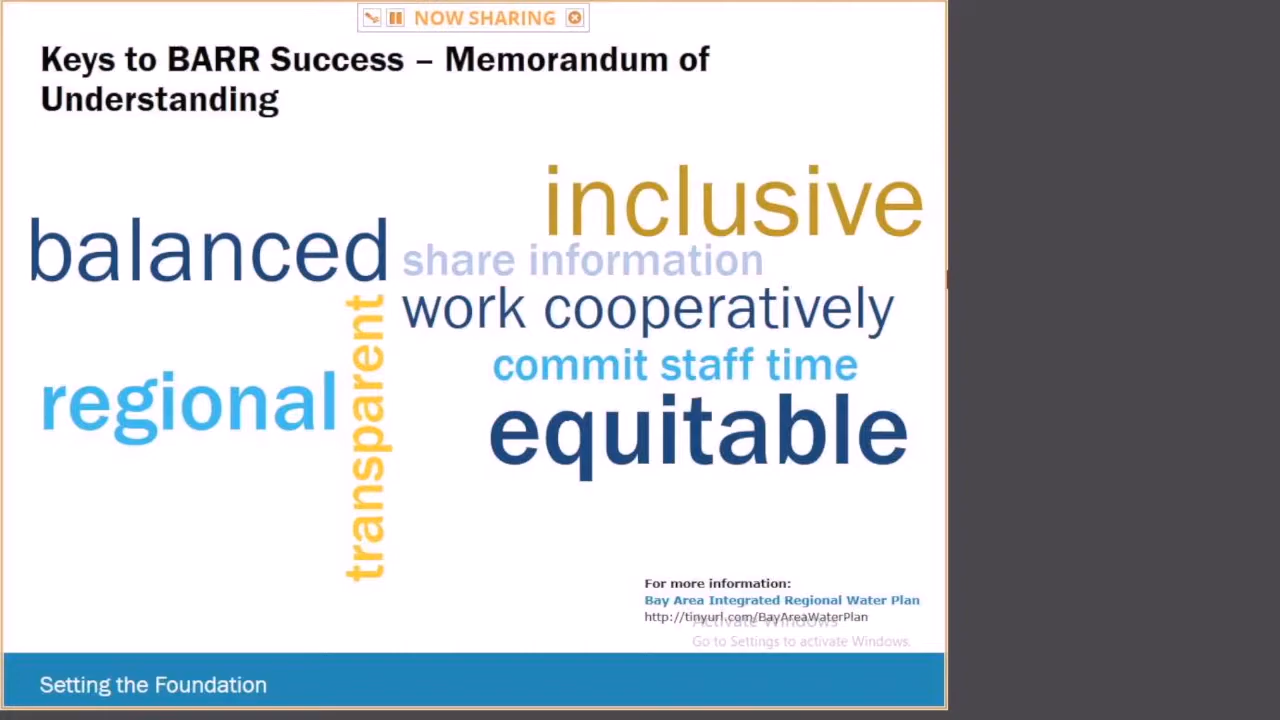 NOW SHARING
Keys to BARR Success – Memorandum of
Understanding
inclusive
balanced
share information
work cooperatively
transparent
commit staff time
regional
equitable
For more information:
Bay Area Integrated Regional Water Plan
http://tinyurl.com/BayAreaWaterPlan
Activate Windows
Go to Settings to activate Windows.
Setting the Foundation